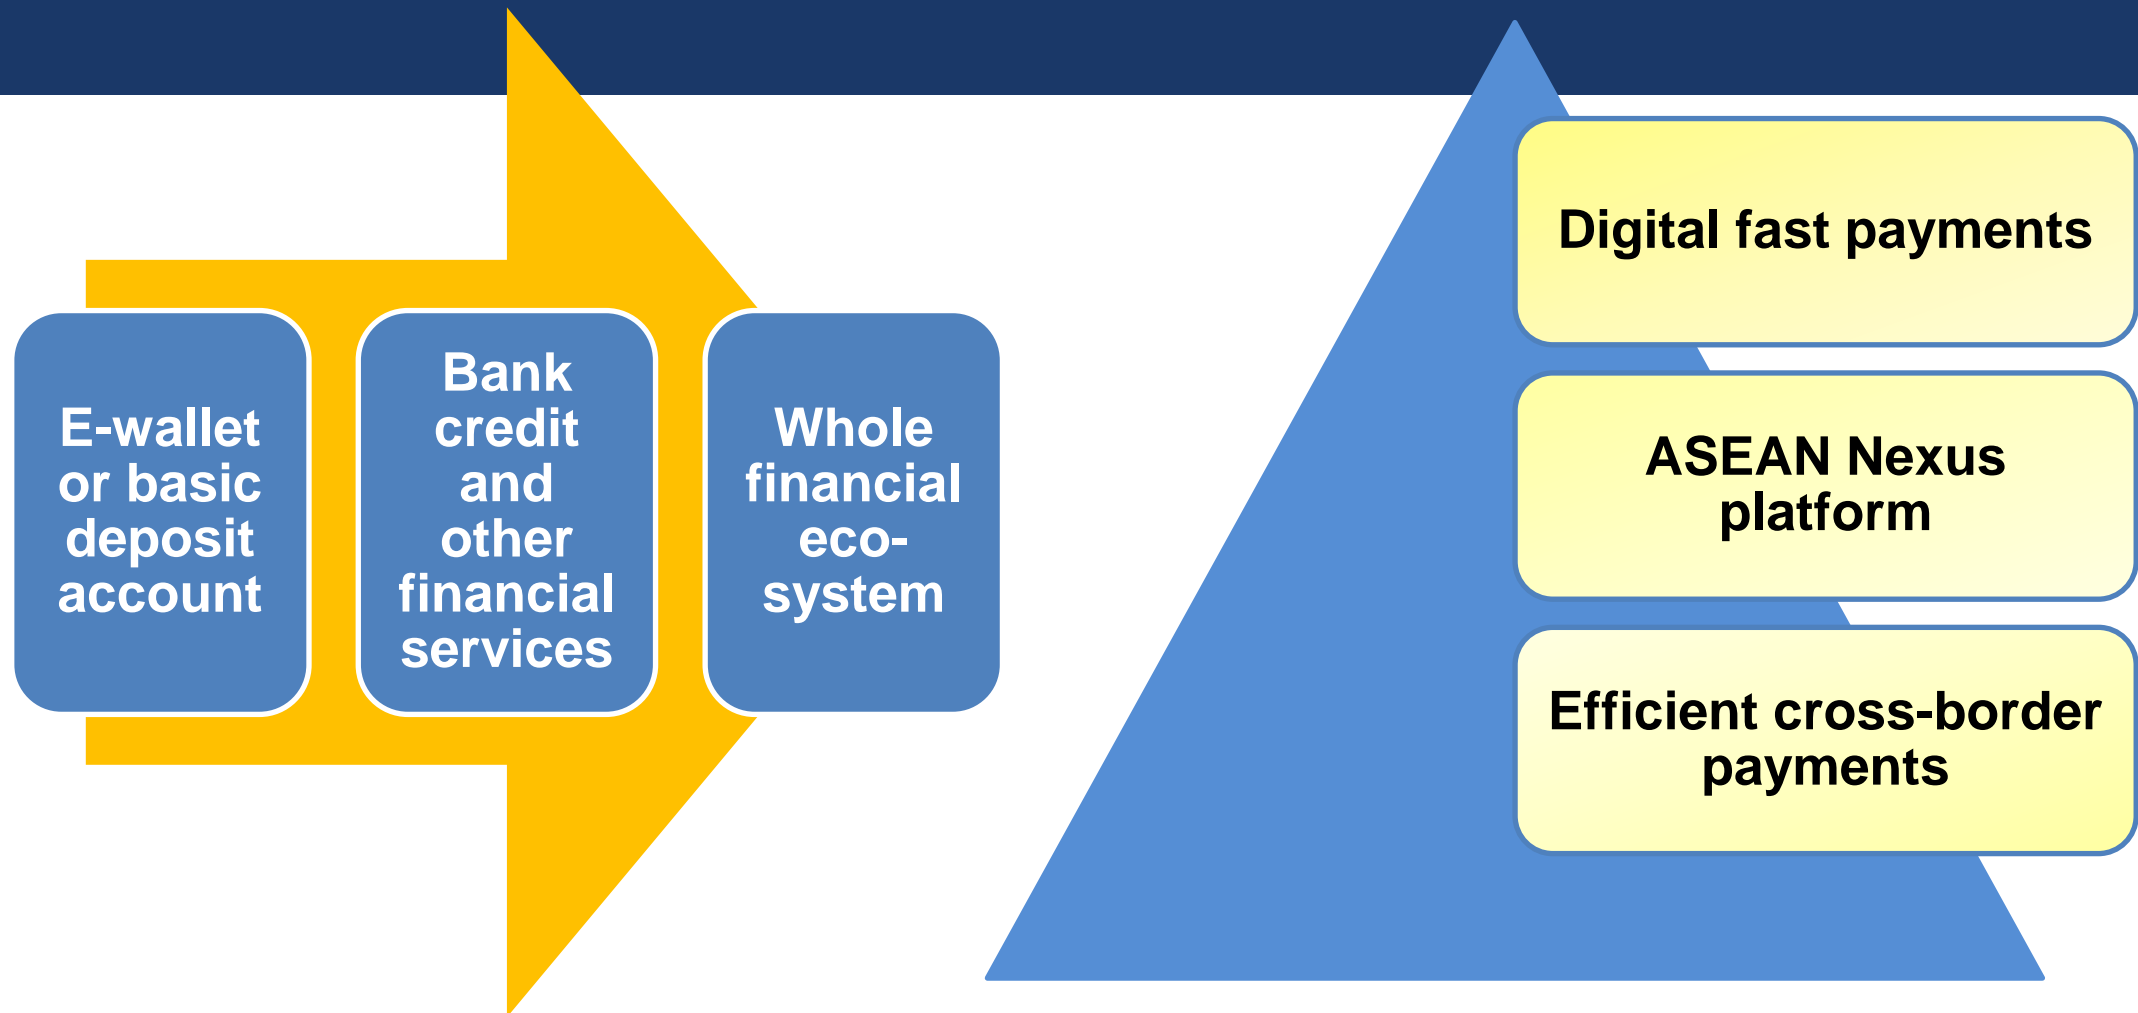 E-wallet
or basic
deposit
account
Bank
credit
and
other
financial
services
Whole
financial
eco-
system
Digital fast payments
ASEAN Nexus
platform
Efficient cross-border
payments